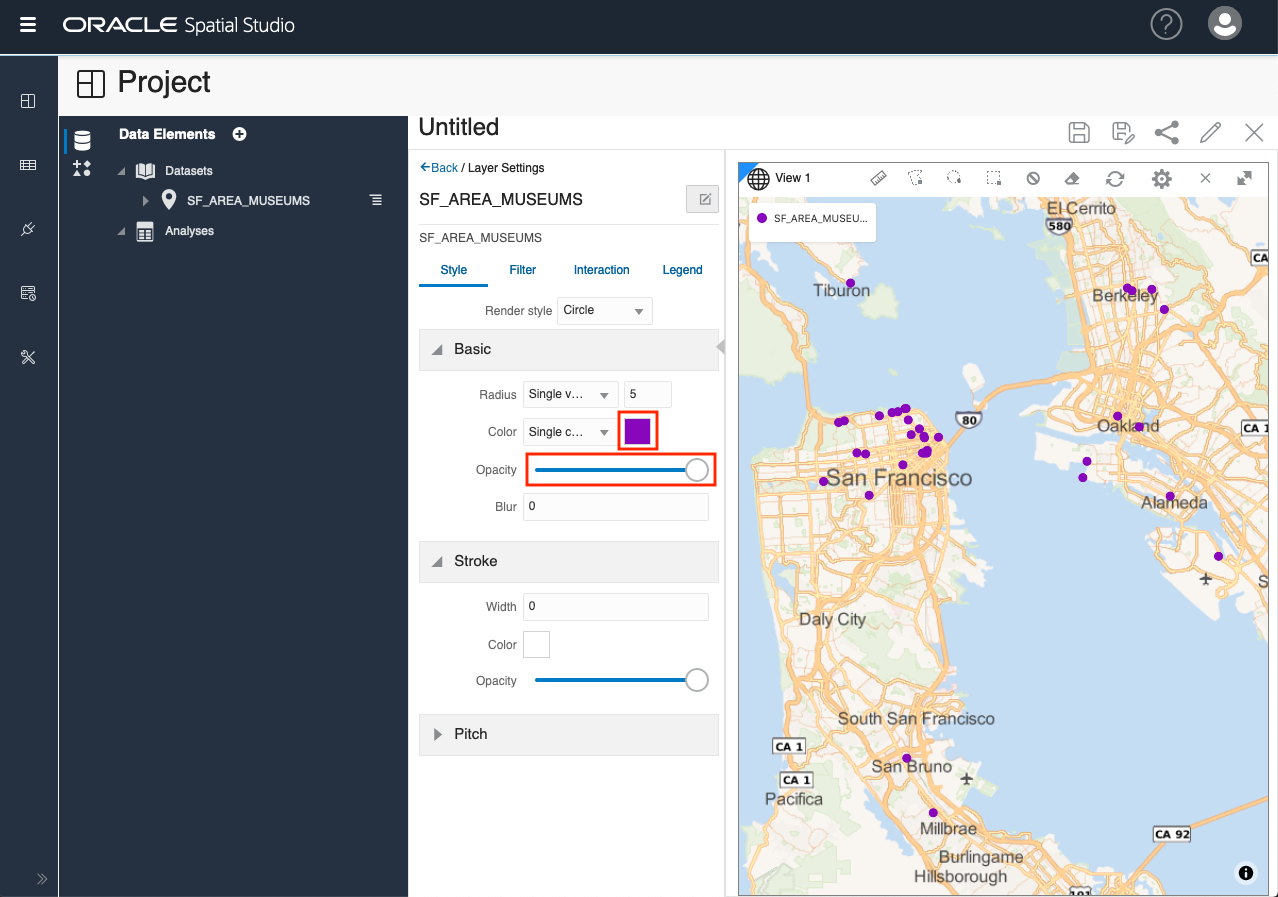 ORACLE Spatial Studio
?
Project
Data Elements
Datasets
SF_AREA_MUSEUMS
Analyses
Untitled
Back / Layer Settings
SF_AREA_MUSEUMS
SF_AREA_MUSEUMS
Style Filter Interaction Legend
Render style Circle
Basic
Radius Single v... 5
Color Single c...
Opacity
Blur 0
Stroke
Width 0
Color
Opacity
Pitch
View 1
SF_AREA_MUSEU...
El Cerrito
580
CA
Tiburon
Berkeley
80
Oakland
CA 1
San Francisco
Alameda
S
Daly City
South San Francisco
CA 1
San Bruno
CA 1
Pacifica
Millbrae
CA 92
Burlingame
Hillsborough
101
i